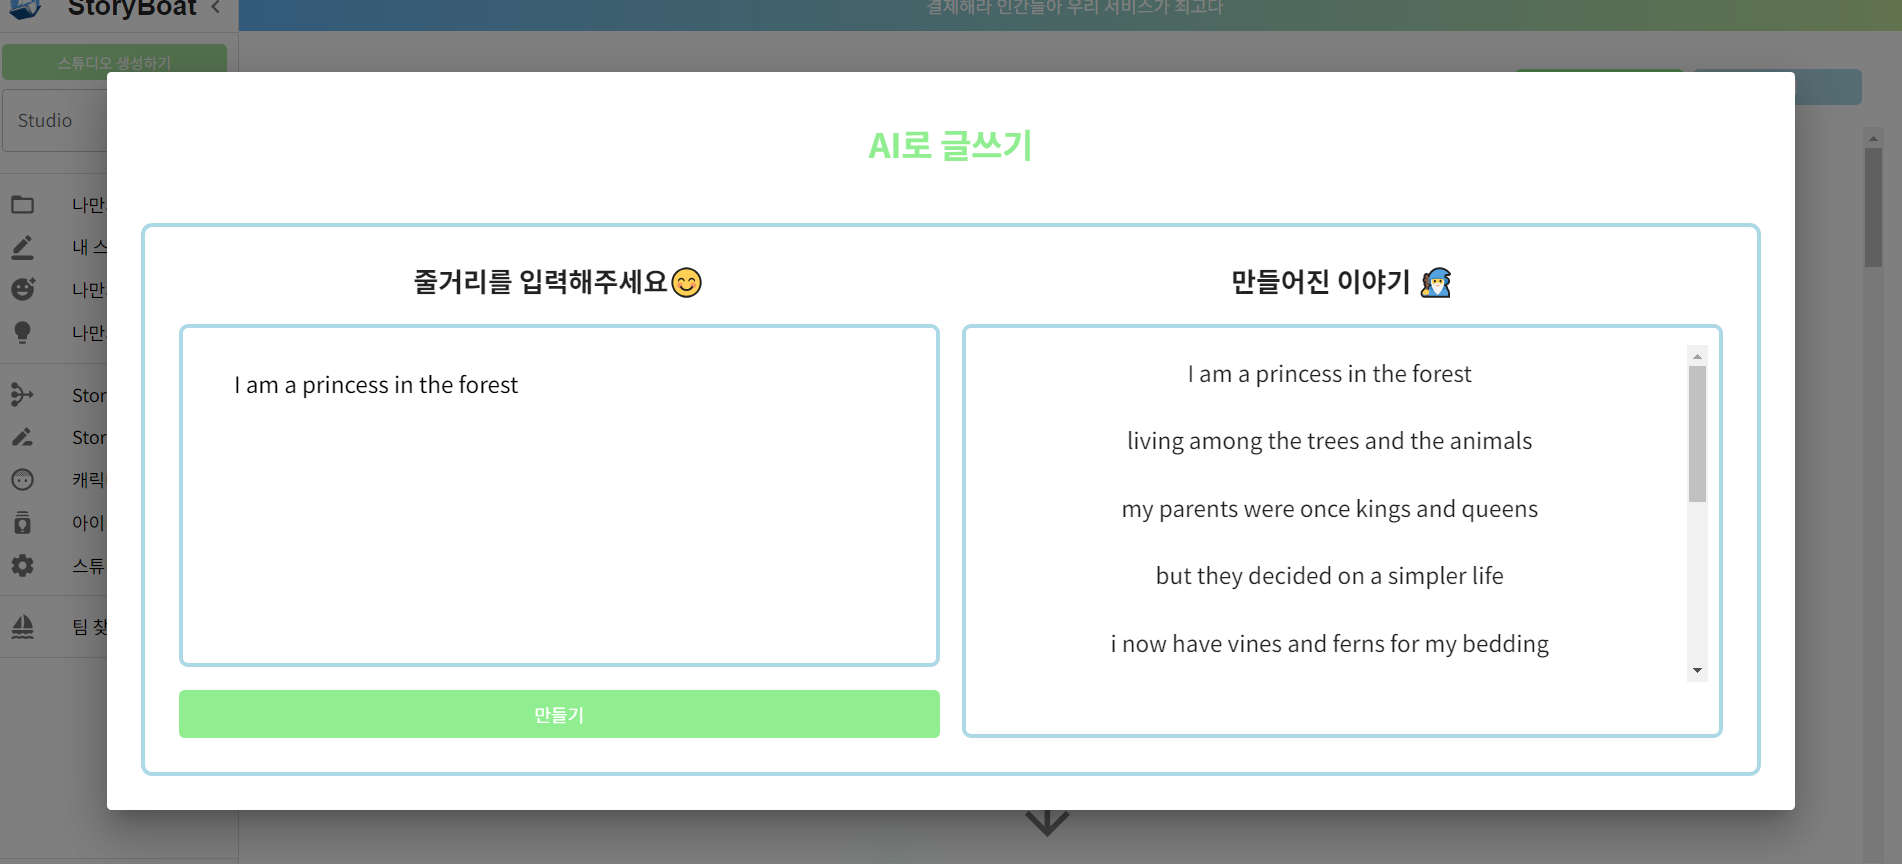 StoryBoat
결제해라 인간들아 우리 서비스가 최고다
스튜디오 생성하기
Studio
나만
내 스
나만
나만
Stor
Stor
캐릭
아이
스튜
팀 찾
AI로 글쓰기
줄거리를 입력해주세요😊
I am a princess in the forest
만들기
만들어진 이야기 🧙‍♂️
I am a princess in the forest
living among the trees and the animals
my parents were once kings and queens
but they decided on a simpler life
i now have vines and ferns for my bedding